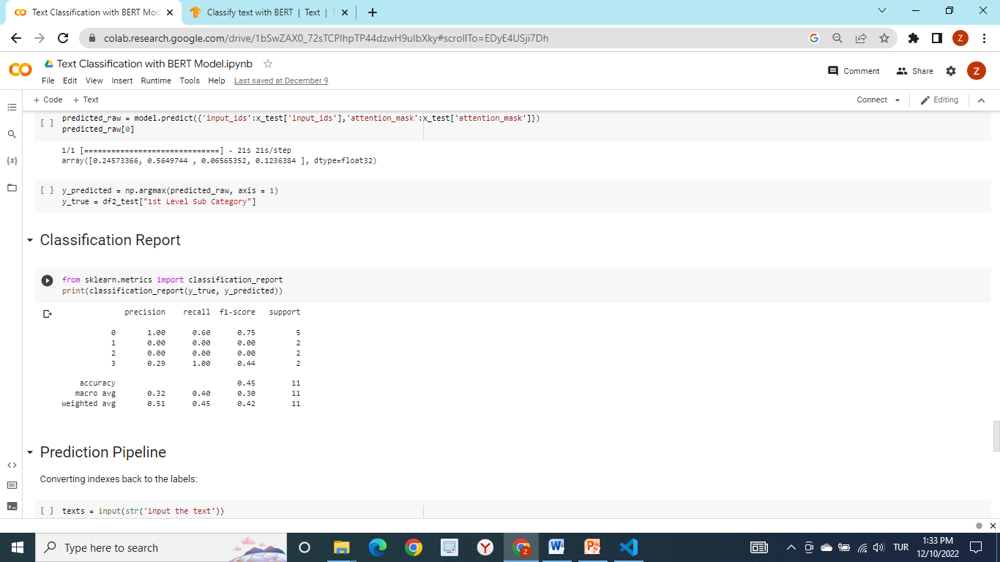 Text Classification with BERT Mod
Classify text with BERT | Text | T
colab.research.google.com/drive/1bSwZAX0_72sTCPIhpTP44dzwH9ulbXky#scrollTo=EDyE4USji7Dh
Z
Text Classification with BERT Model.ipynb
File Edit View Insert Runtime Tools Help Last saved at December 9
Comment Share Z
+ Code + Text
Connect Editing
[ ] predicted_raw = model.predict({'input_ids':x_test['input_ids'],'attention_mask':x_test['attention_mask']})
predicted_raw[0]
1/1 [==============================] - 21s 21s/step
array([0.24573366, 0.5649744 , 0.06565352, 0.1236384 ], dtype=float32)
[ ] y_predicted = np.argmax(predicted_raw, axis = 1)
y_true = df2_test["1st Level Sub Category"]
Classification Report
from sklearn.metrics import classification_report
print(classification_report(y_true, y_predicted))
precision recall f1-score support
0 1.00 0.60 0.75 5
1 0.00 0.00 0.00 2
2 0.00 0.00 0.00 2
3 0.29 1.00 0.44 2
accuracy 0.45 11
macro avg 0.32 0.40 0.30 11
weighted avg 0.51 0.45 0.42 11
Prediction Pipeline
Converting indexes back to the labels:
[ ] texts = input(str('input the text'))
Type here to search
TUR
1:33 PM
12/10/2022